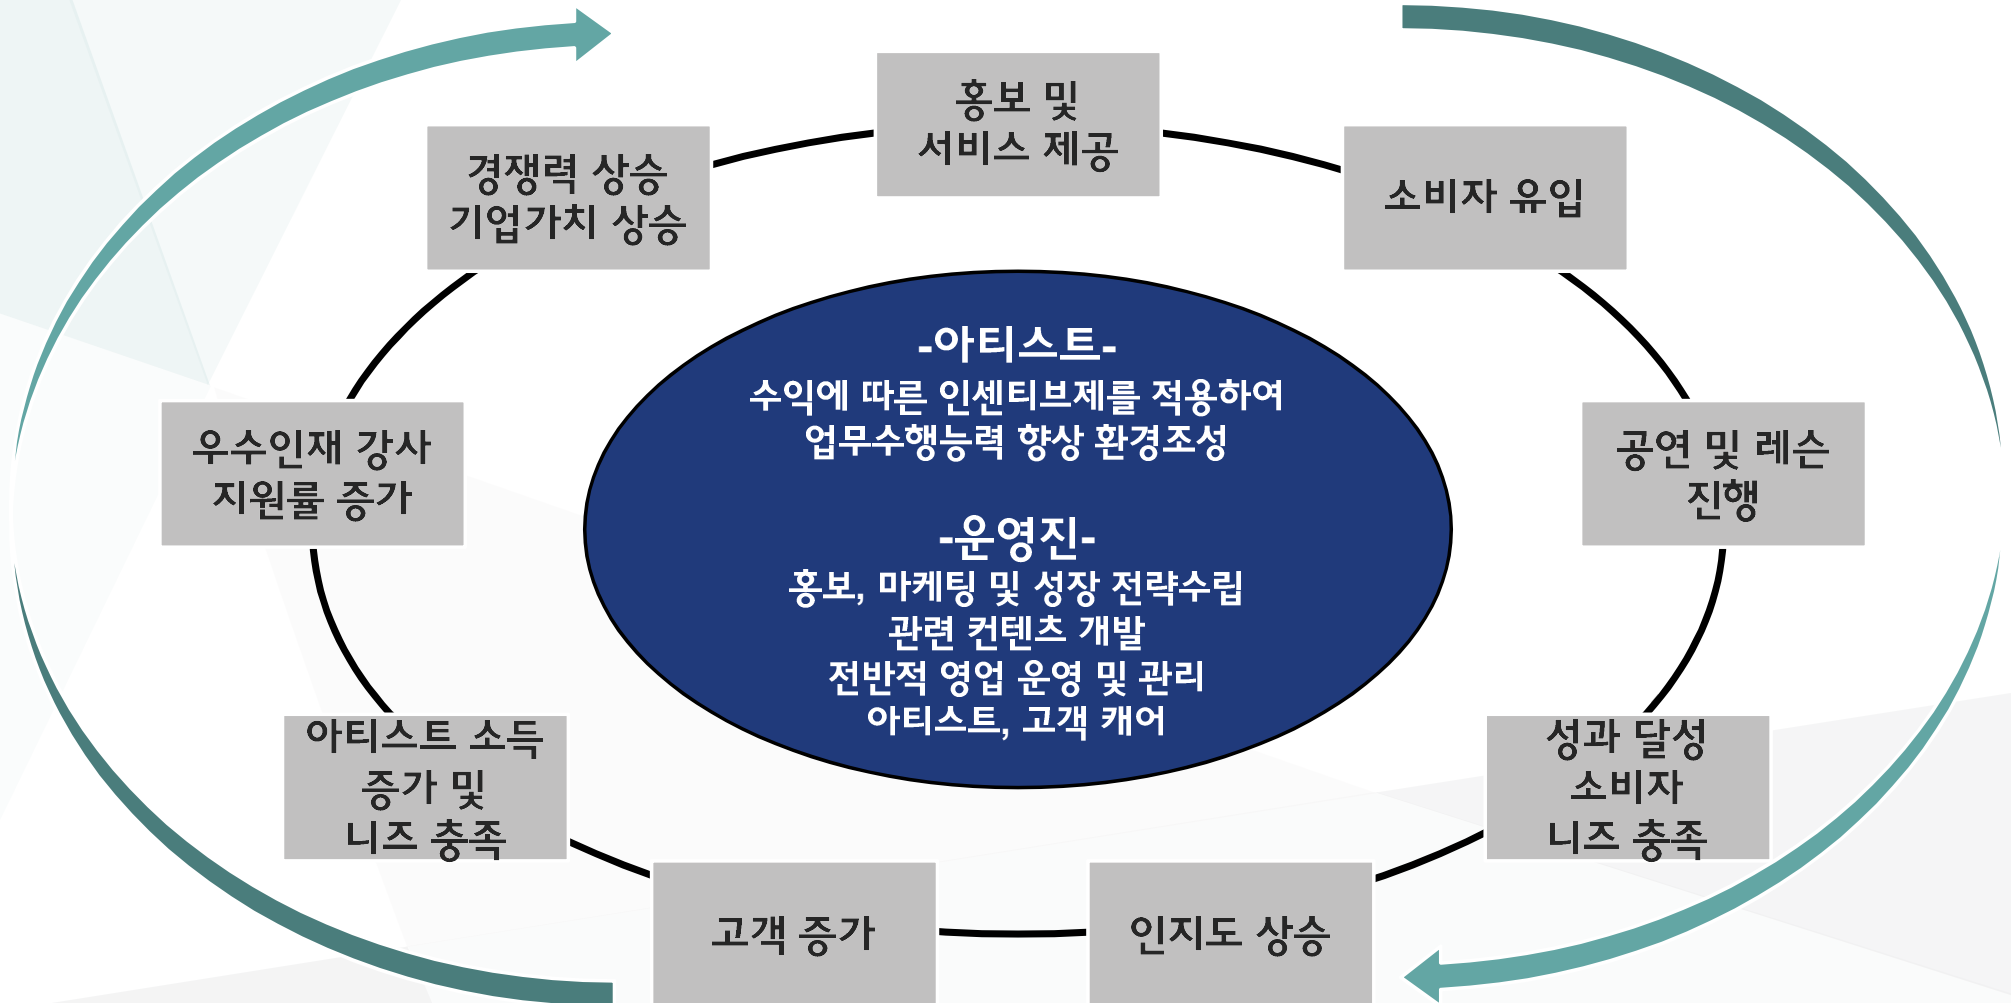 홍보 및
서비스 제공
소비자 유입
공연 및 레슨
진행
성과 달성
소비자
니즈 충족
인지도 상승
고객 증가
아티스트 소득
증가 및
니즈 충족
우수인재 강사
지원률 증가
경쟁력 상승
기업가치 상승
-아티스트-
수익에 따른 인센티브제를 적용하여
업무수행능력 향상 환경조성
-운영진-
홍보, 마케팅 및 성장 전략수립
관련 컨텐츠 개발
전반적 영업 운영 및 관리
아티스트, 고객 캐어